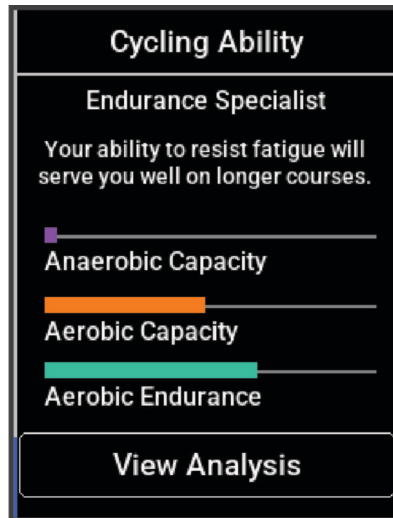 Cycling Ability
Endurance Specialist
Your ability to resist fatigue will
serve you well on longer courses.
Anaerobic Capacity
Aerobic Capacity
Aerobic Endurance
View Analysis